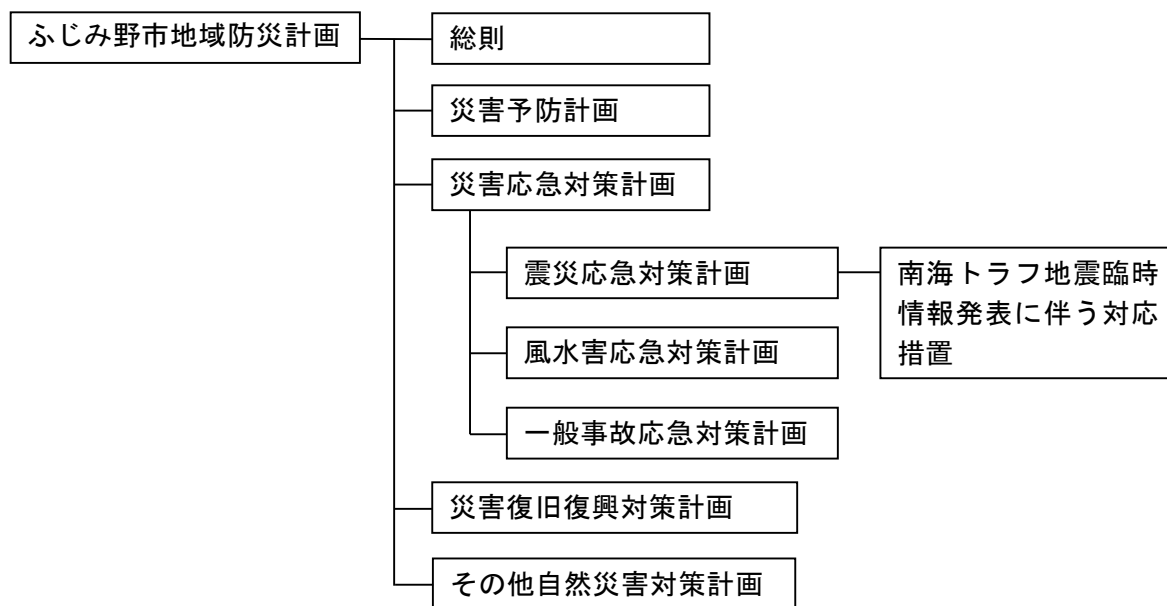 ふじみ野市地域防災計画
総則
災害予防計画
災害応急対策計画
震災応急対策計画
南海トラフ地震臨時
情報発表に伴う対応
措置
風水害応急対策計画
一般事故応急対策計画
災害復旧復興対策計画
その他自然災害対策計画